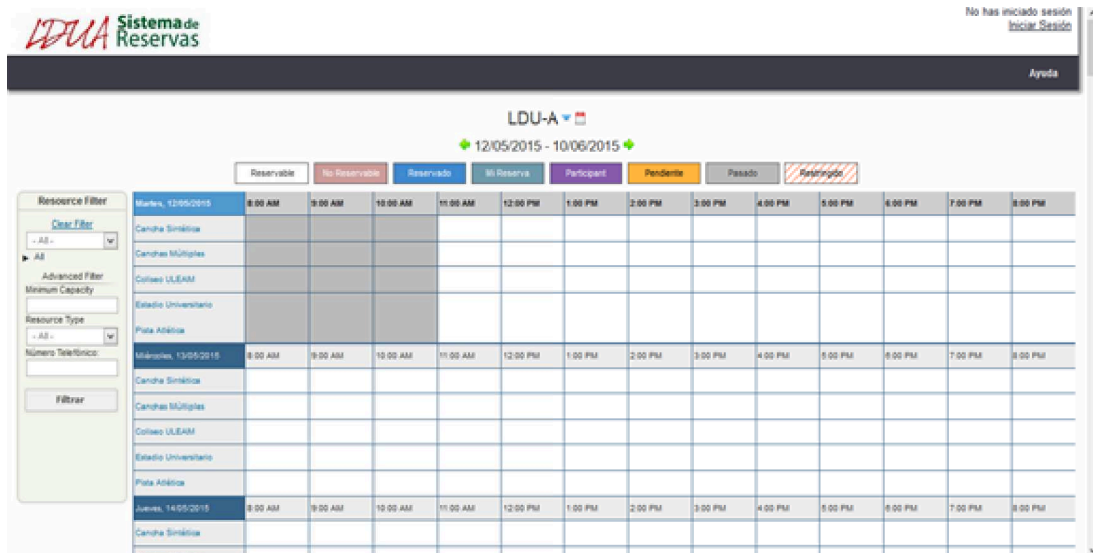 LDUA Sistema de Reservas
No has iniciado sesión
Iniciar Sesión
Ayuda
LDU-A
12/05/2015 - 10/06/2015
Reservable No Reservable Reservado Mi Reserva Participant Pendiente Pasado Restringido
Resource Filter
Clear Filter
- All -
All
Advanced Filter
Minimum Capacity
Resource Type
- All -
Número Telefónico:
Filtrar
Martes, 12/05/2015 8:00 AM 9:00 AM 10:00 AM 11:00 AM 12:00 PM 1:00 PM 2:00 PM 3:00 PM 4:00 PM 5:00 PM 6:00 PM 7:00 PM 8:00 PM
Cancha Sintética
Canchas Múltiples
Coliseo ULEAM
Estadio Universitario
Pista Atlética
Miércoles, 13/05/2015 8:00 AM 9:00 AM 10:00 AM 11:00 AM 12:00 PM 1:00 PM 2:00 PM 3:00 PM 4:00 PM 5:00 PM 6:00 PM 7:00 PM 8:00 PM
Cancha Sintética
Canchas Múltiples
Coliseo ULEAM
Estadio Universitario
Pista Atlética
Jueves, 14/05/2015 8:00 AM 9:00 AM 10:00 AM 11:00 AM 12:00 PM 1:00 PM 2:00 PM 3:00 PM 4:00 PM 5:00 PM 6:00 PM 7:00 PM 8:00 PM
Cancha Sintética